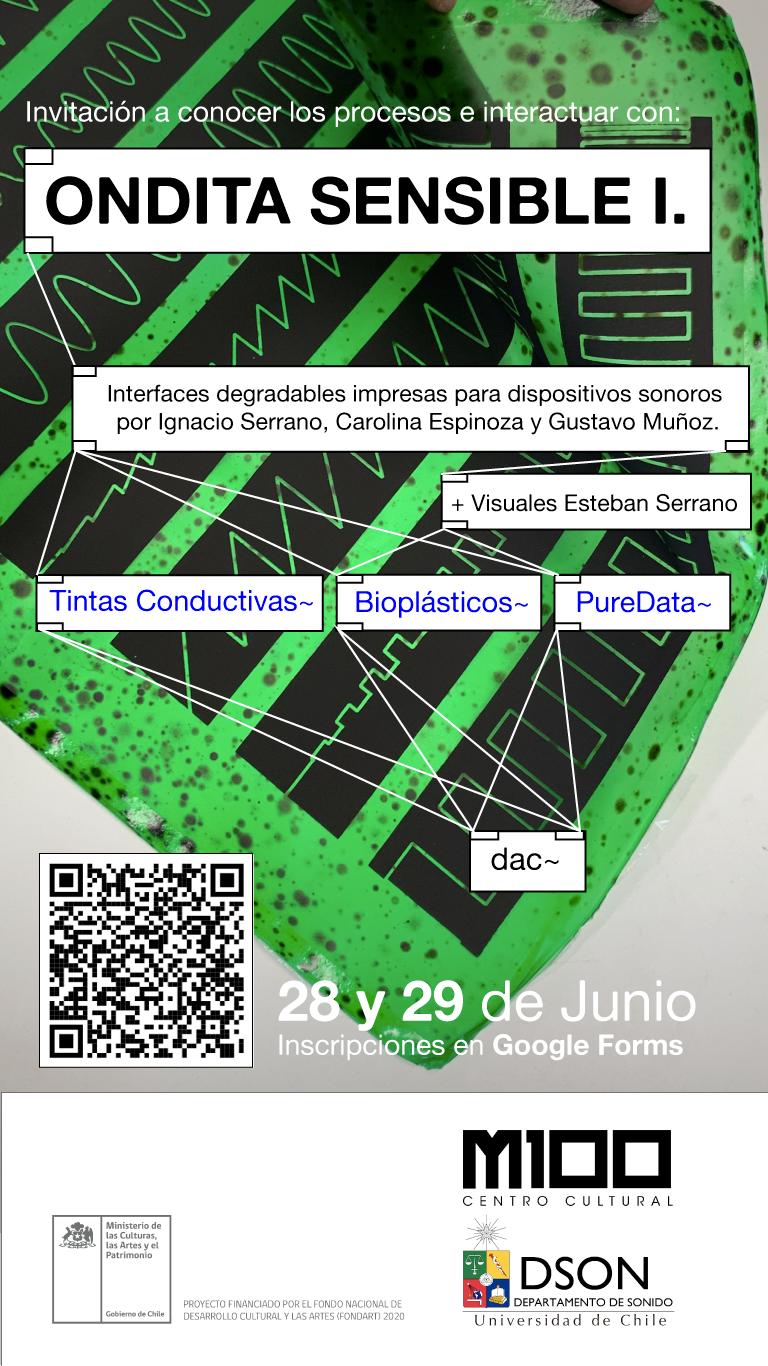 Invitación a conocer los procesos e interactuar con:
ONDITA SENSIBLE I.
Interfaces degradables impresas para dispositivos sonoros
por Ignacio Serrano, Carolina Espinoza y Gustavo Muñoz.
+ Visuales Esteban Serrano
Tintas Conductivas~
Bioplásticos~
PureData~
dac~
28 y 29 de Junio
Inscripciones en Google Forms
M100
CENTRO CULTURAL
Ministerio de
las Culturas,
las Artes y el
Patrimonio
Gobierno de Chile
PROYECTO FINANCIADO POR EL FONDO NACIONAL DE
DESARROLLO CULTURAL Y LAS ARTES (FONDART) 2020
DSON
DEPARTAMENTO DE SONIDO
Universidad de Chile